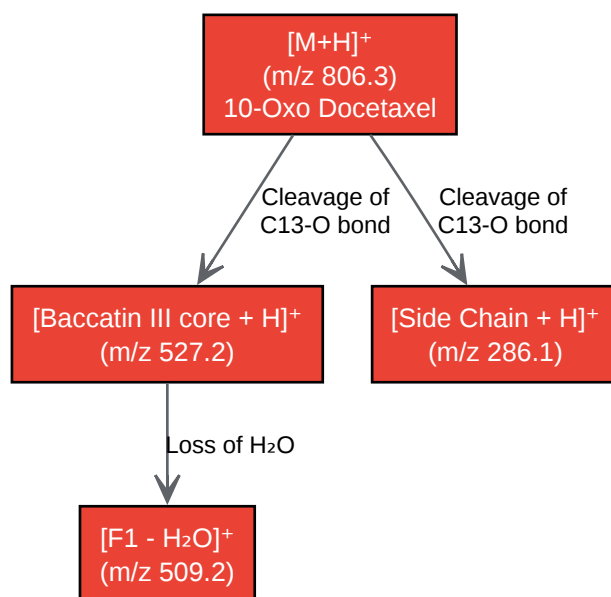 [M+H]⁺
(m/z 806.3)
10-Oxo Docetaxel
Cleavage of
C13-O bond
Cleavage of
C13-O bond
[Baccatin III core + H]⁺
(m/z 527.2)
[Side Chain + H]⁺
(m/z 286.1)
Loss of H₂O
[F1 - H₂O]⁺
(m/z 509.2)